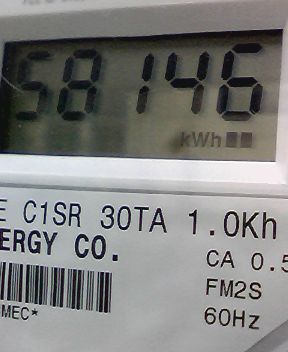 58146
kWh
E C1SR 30TA 1.0Kh
ERGY CO.
CA 0.5
FM2S
MEC*
60Hz